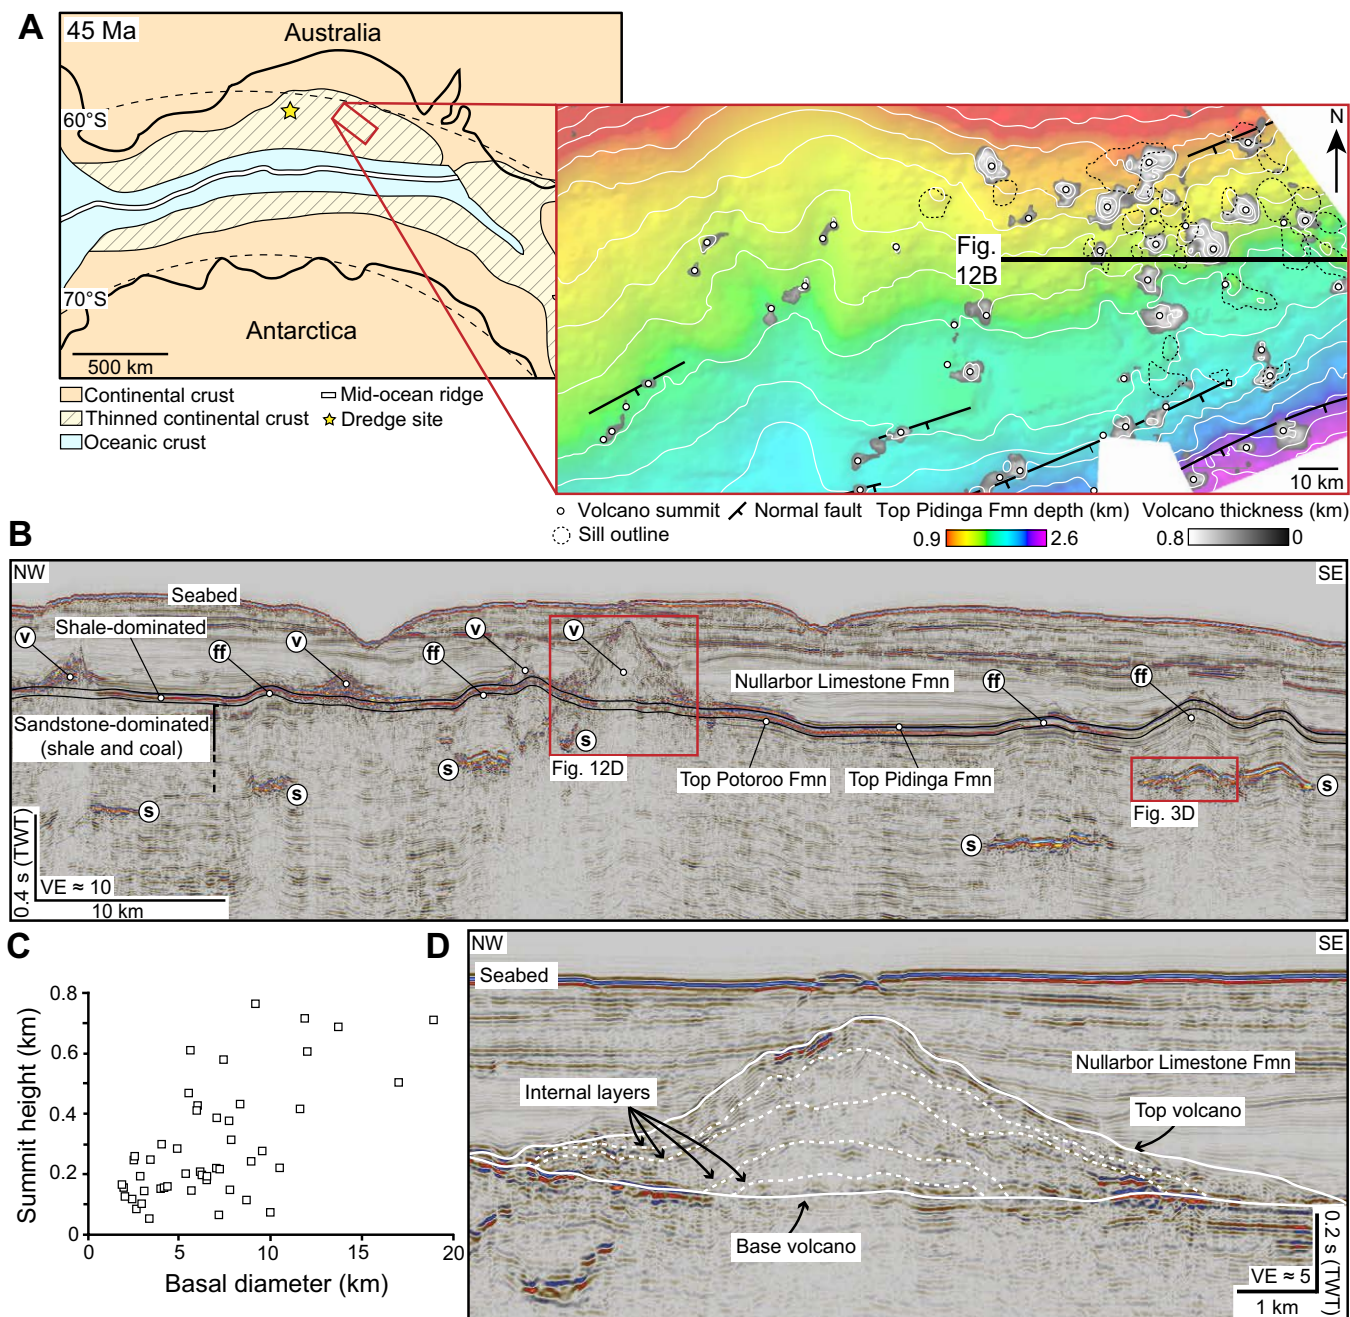 A
45 Ma
Australia
60°S
70°S
Antarctica
500 km
Continental crust
Thinned continental crust
Oceanic crust
Mid-ocean ridge
Dredge site
N
Fig.
12B
10 km
Volcano summit
Normal fault
Sill outline
Top Pidinga Fmn depth (km)
0.9
2.6
Volcano thickness (km)
0.8
0
B
NW
SE
Seabed
v
Shale-dominated
ff
v
ff
v
v
Nullarbor Limestone Fmn
ff
ff
Sandstone-dominated
(shale and coal)
s
s
s
s
Fig. 12D
Top Potoroo Fmn
Top Pidinga Fmn
s
Fig. 3D
s
0.4 s (TWT)
VE ≈ 10
10 km
C
Summit height (km)
0.8
0.6
0.4
0.2
0
0
5
10
15
20
Basal diameter (km)
D
NW
SE
Seabed
Nullarbor Limestone Fmn
Internal layers
Top volcano
Base volcano
0.2 s (TWT)
VE ≈ 5
1 km